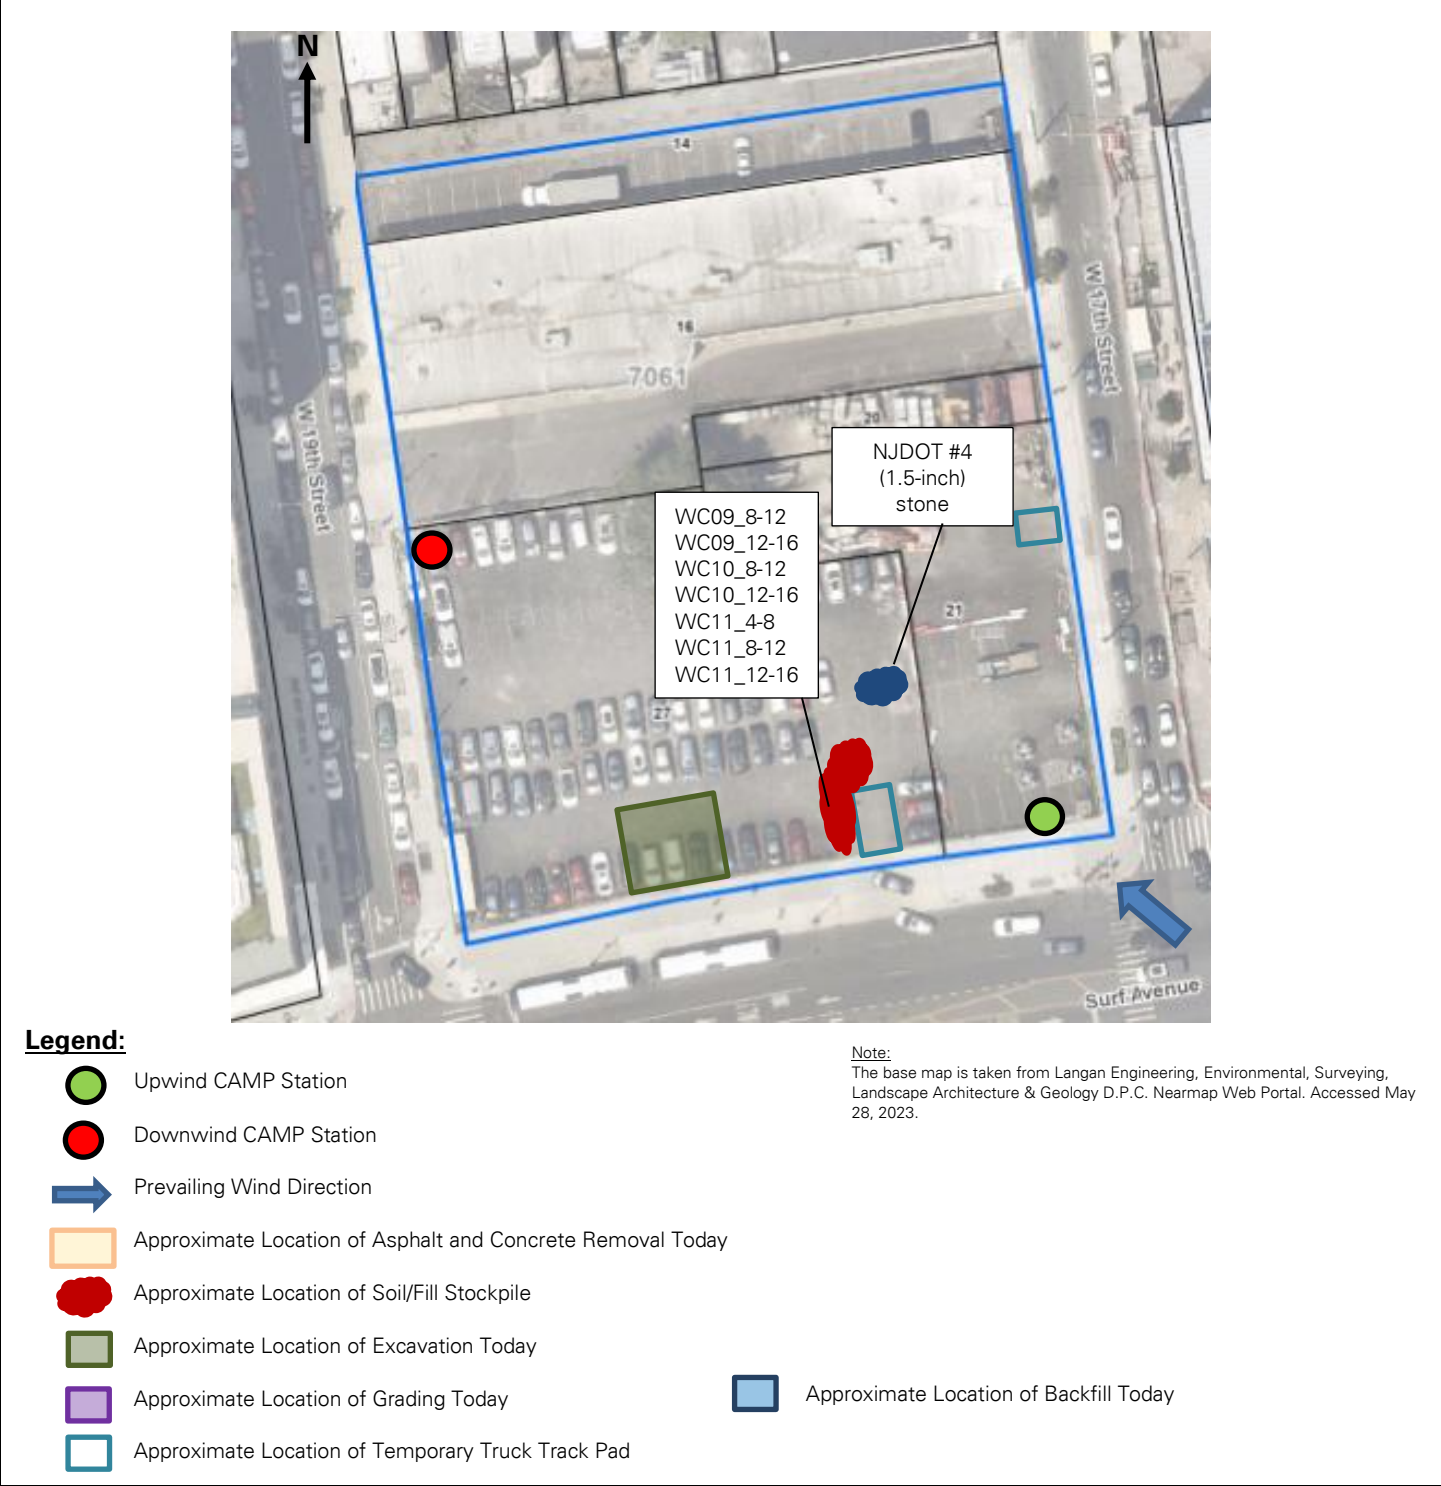 N
14
W 17th Street
16
7061
20
W 19th Street
NJDOT #4
(1.5-inch)
stone
WC09_8-12
WC09_12-16
WC10_8-12
WC10_12-16
WC11_4-8
WC11_8-12
WC11_12-16
21
27
Surf Avenue
Legend:
Upwind CAMP Station
Downwind CAMP Station
Prevailing Wind Direction
Approximate Location of Asphalt and Concrete Removal Today
Approximate Location of Soil/Fill Stockpile
Approximate Location of Excavation Today
Approximate Location of Grading Today
Approximate Location of Temporary Truck Track Pad
Approximate Location of Backfill Today
Note:
The base map is taken from Langan Engineering, Environmental, Surveying,
Landscape Architecture & Geology D.P.C. Nearmap Web Portal. Accessed May
28, 2023.